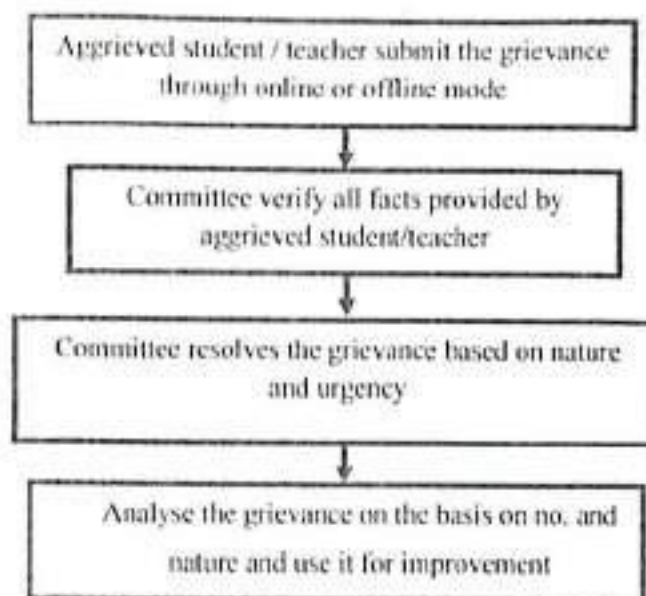 Aggrieved student / teacher submit the grievance
through online or offline mode
Committee verify all facts provided by
aggrieved student/teacher
Committee resolves the grievance based on nature
and urgency
Analyse the grievance on the basis on no. and
nature and use it for improvement